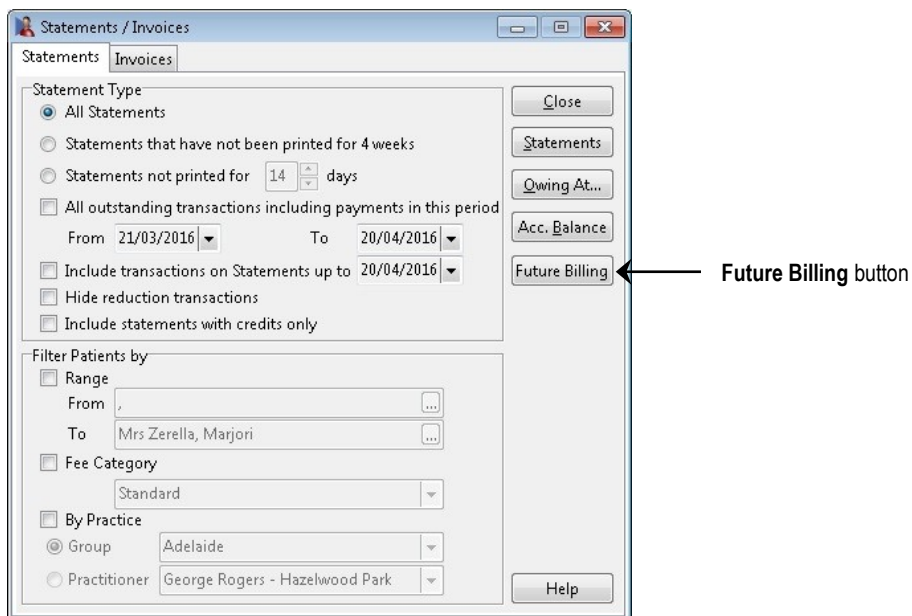 Statements / Invoices
Statements Invoices
Statement Type
All Statements
Statements that have not been printed for 4 weeks
Statements not printed for 14 days
All outstanding transactions including payments in this period
From 21/03/2016 To 20/04/2016
Include transactions on Statements up to 20/04/2016
Hide reduction transactions
Include statements with credits only
Filter Patients by
Range
From , ...
To Mrs Zerella, Marjori ...
Fee Category
Standard
By Practice
Group Adelaide
Practitioner George Rogers - Hazelwood Park
Close
Statements
Owing At...
Acc. Balance
Future Billing
Help
Future Billing button